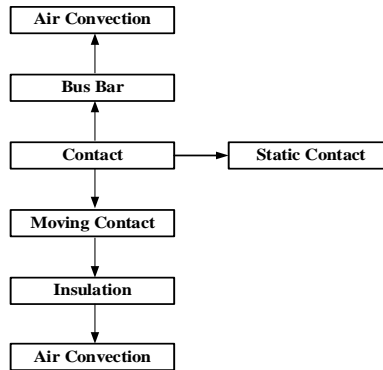 Air Convection
Bus Bar
Contact
Static Contact
Moving Contact
Insulation
Air Convection